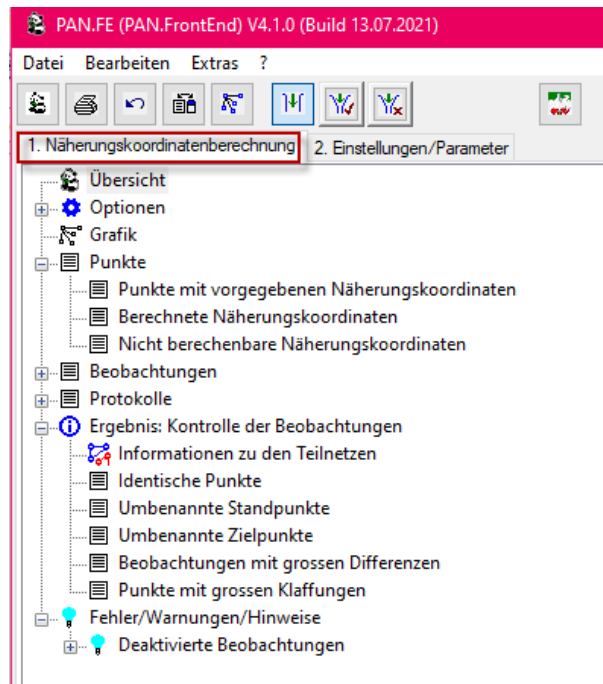 PAN.FE (PAN.FrontEnd) V4.1.0 (Build 13.07.2021)
Datei Bearbeiten Extras ?
1. Näherungskoordinatenberechnung 2. Einstellungen/Parameter
Übersicht
Optionen
Grafik
Punkte
Punkte mit vorgegebenen Näherungskoordinaten
Berechnete Näherungskoordinaten
Nicht berechenbare Näherungskoordinaten
Beobachtungen
Protokolle
Ergebnis: Kontrolle der Beobachtungen
Informationen zu den Teilnetzen
Identische Punkte
Umbenannte Standpunkte
Umbenannte Zielpunkte
Beobachtungen mit grossen Differenzen
Punkte mit grossen Klaffungen
Fehler/Warnungen/Hinweise
Deaktivierte Beobachtungen